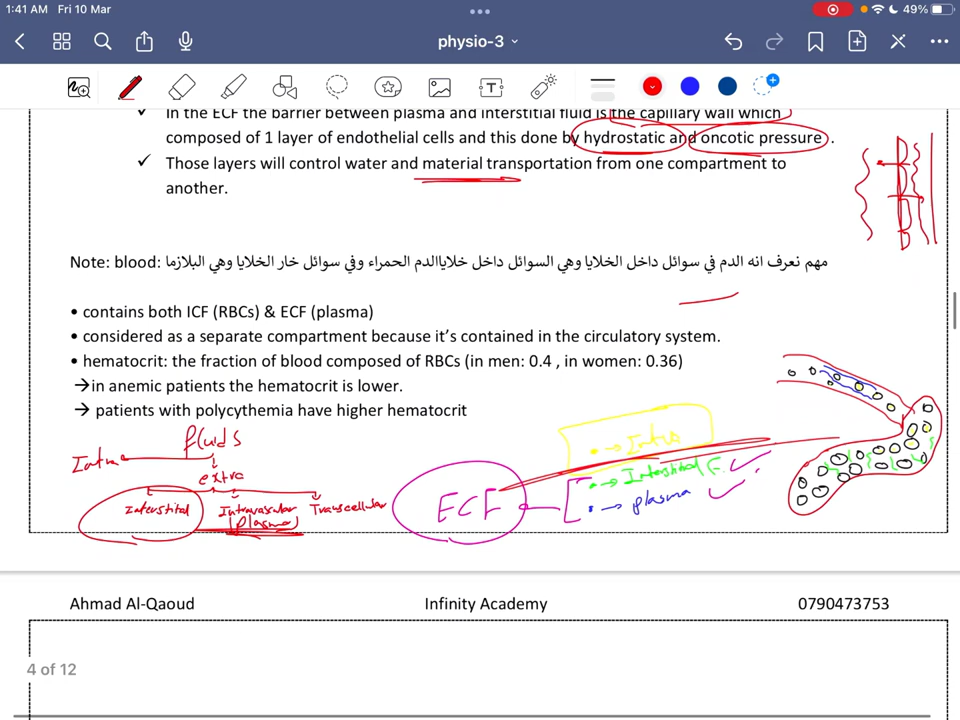 1:41 AM Fri 10 Mar
49%
physio-3
In the ECF the barrier between plasma and interstitial fluid is the capillary wall which
composed of 1 layer of endothelial cells and this done by hydrostatic and oncotic pressure .
✓ Those layers will control water and material transportation from one compartment to
another.
Note: blood: مهم نعرف انه الدم في سوائل داخل الخلايا وهي السوائل داخل خلاياالدم الحمراء وفي سوائل خار الخلايا وهي البلازما
• contains both ICF (RBCs) & ECF (plasma)
• considered as a separate compartment because it’s contained in the circulatory system.
• hematocrit: the fraction of blood composed of RBCs (in men: 0.4 , in women: 0.36)
→in anemic patients the hematocrit is lower.
→ patients with polycythemia have higher hematocrit
fluids
Intra
extra
Interstitial
Intravascular
(Plasma)
Transcellular
ECF
• → Intra
• → Interstitial F.
• → plasma
Ahmad Al-Qaoud Infinity Academy 0790473753
4 of 12